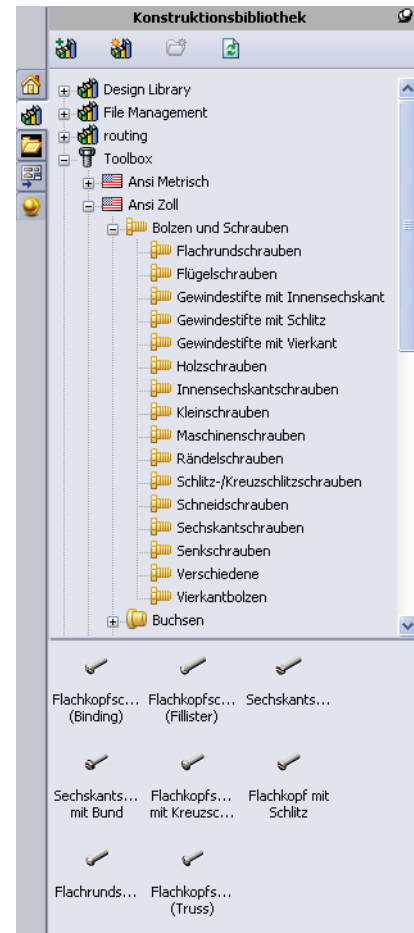 Konstruktionsbibliothek
Design Library
File Management
routing
Toolbox
Ansi Metrisch
Ansi Zoll
Bolzen und Schrauben
Flachrundschrauben
Flügelschrauben
Gewindestifte mit Innensechskant
Gewindestifte mit Schlitz
Gewindestifte mit Vierkant
Holzschrauben
Innensechskantschrauben
Kleinschrauben
Maschinenschrauben
Rändelschrauben
Schlitz-/Kreuzschlitzschrauben
Schneidschrauben
Sechskantschrauben
Senkschrauben
Verschiedene
Vierkantbolzen
Buchsen
Flachkopfsc... Flachkopfsc... Sechskants...
(Binding) (Fillister)
Sechskants... Flachkopfs... Flachkopf mit
mit Bund mit Kreuzsc... Schlitz
Flachrunds... Flachkopfs...
(Truss)